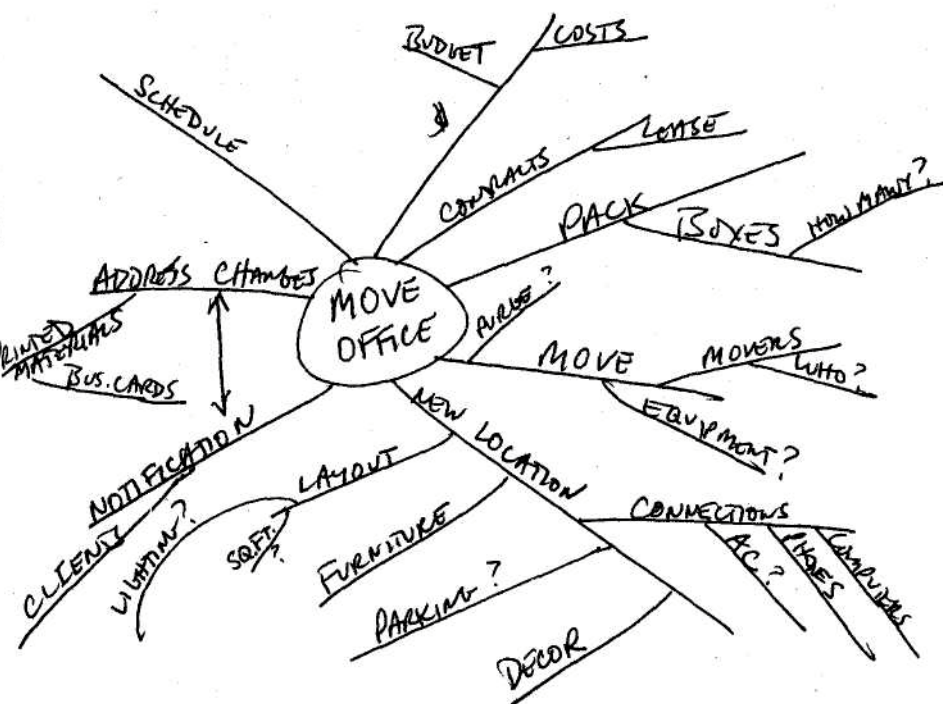 COSTS
BUDGET
$
SCHEDULE
CONTRACTS
LEASE
PACK
BOXES
HOW MANY?
ADDRESS CHANGES
PRINTED
MATERIALS
BUS. CARDS
MOVE
OFFICE
PURGE?
MOVE
MOVERS
WHO?
EQUIPMENT?
NOTIFICATION
CLIENTS
NEW LOCATION
LAYOUT
LIGHTING?
SQ.FT.
?
FURNITURE
PARKING?
DECOR
CONNECTIONS
AC?
PHONES
COMPUTERS